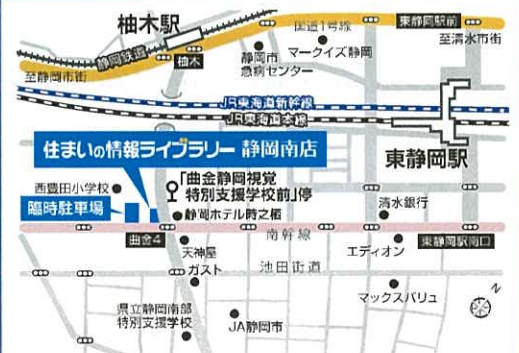 柚木駅
国道1号線
東静岡駅前
至清水市街
静岡鉄道
柚木
静岡市
急病センター
マークイズ静岡
至静岡市街
JR東海道新幹線
JR東海道本線
住まいの情報ライブラリー 静岡南店
東静岡駅
西豊田小学校
「曲金静岡視覚
特別支援学校前」停
臨時駐車場
静岡ホテル時之栖
清水銀行
曲金4
南幹線
東静岡駅南口
天神屋
エディオン
ガスト
池田街道
マックスバリュ
N
県立静岡南部
特別支援学校
JA静岡市